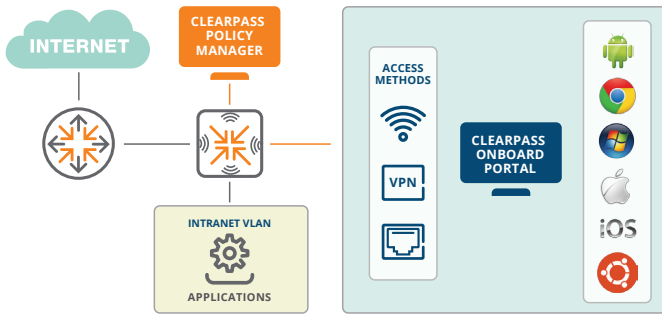 INTERNET
CLEARPASS
POLICY
MANAGER
INTRANET VLAN
APPLICATIONS
ACCESS
METHODS
VPN
CLEARPASS
ONBOARD
PORTAL
iOS